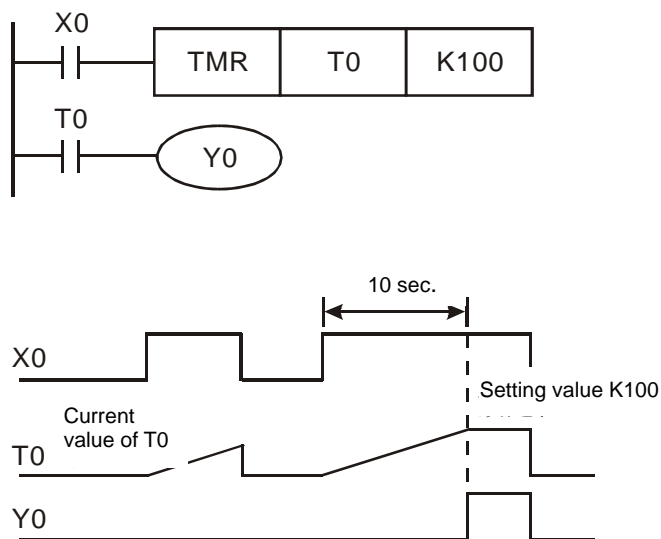 X0
TMR T0 K100
T0
Y0
10 sec.
X0
Setting value K100
Current
value of T0
T0
Y0